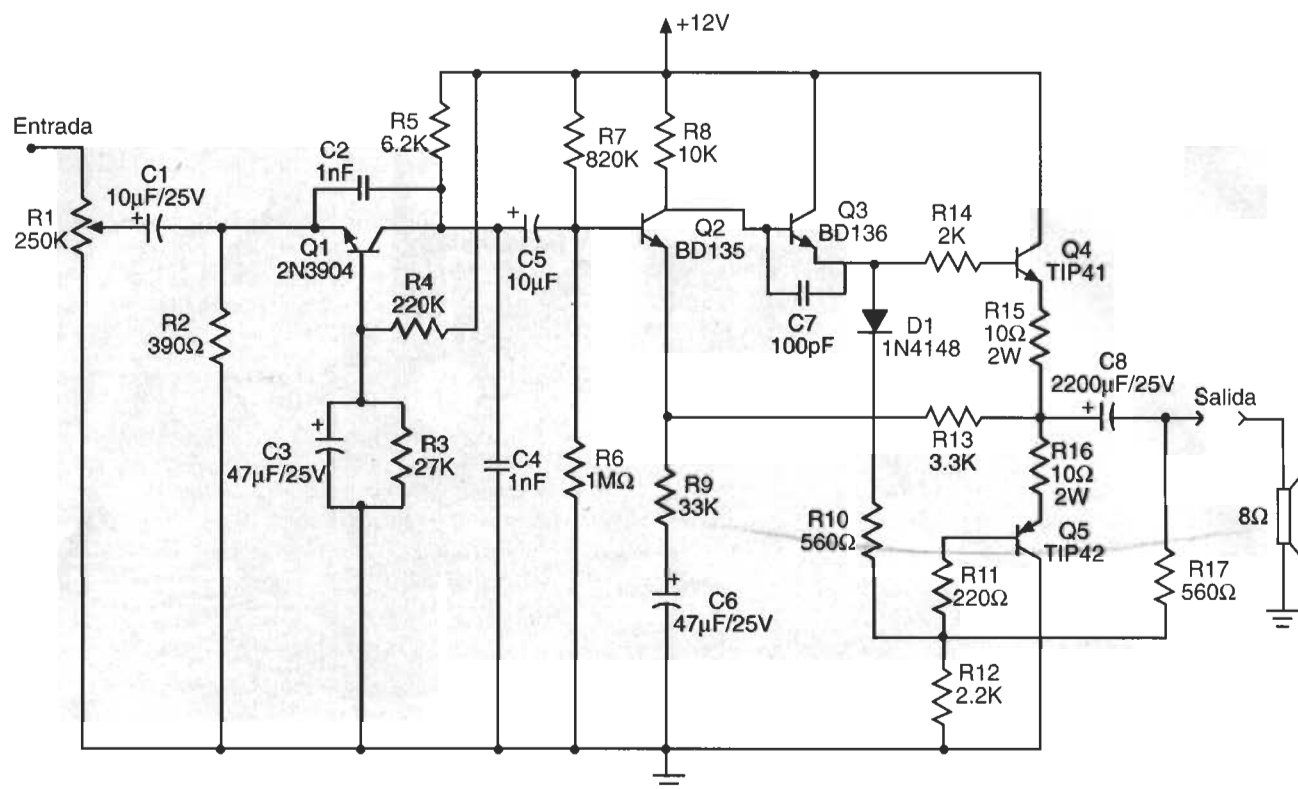 +12V
Entrada
R1
250K
C1
10µF/25V
R2
390Ω
C2
1nF
Q1
2N3904
R5
6.2K
R4
220K
C3
47µF/25V
R3
27K
C4
1nF
C5
10µF
R7
820K
R6
1MΩ
R8
10K
Q2
BD135
Q3
BD136
C7
100pF
R9
33K
C6
47µF/25V
D1
1N4148
R10
560Ω
R14
2K
Q4
TIP41
R15
10Ω
2W
R13
3.3K
C8
2200µF/25V
Salida
R16
10Ω
2W
Q5
TIP42
R11
220Ω
R12
2.2K
R17
560Ω
8Ω